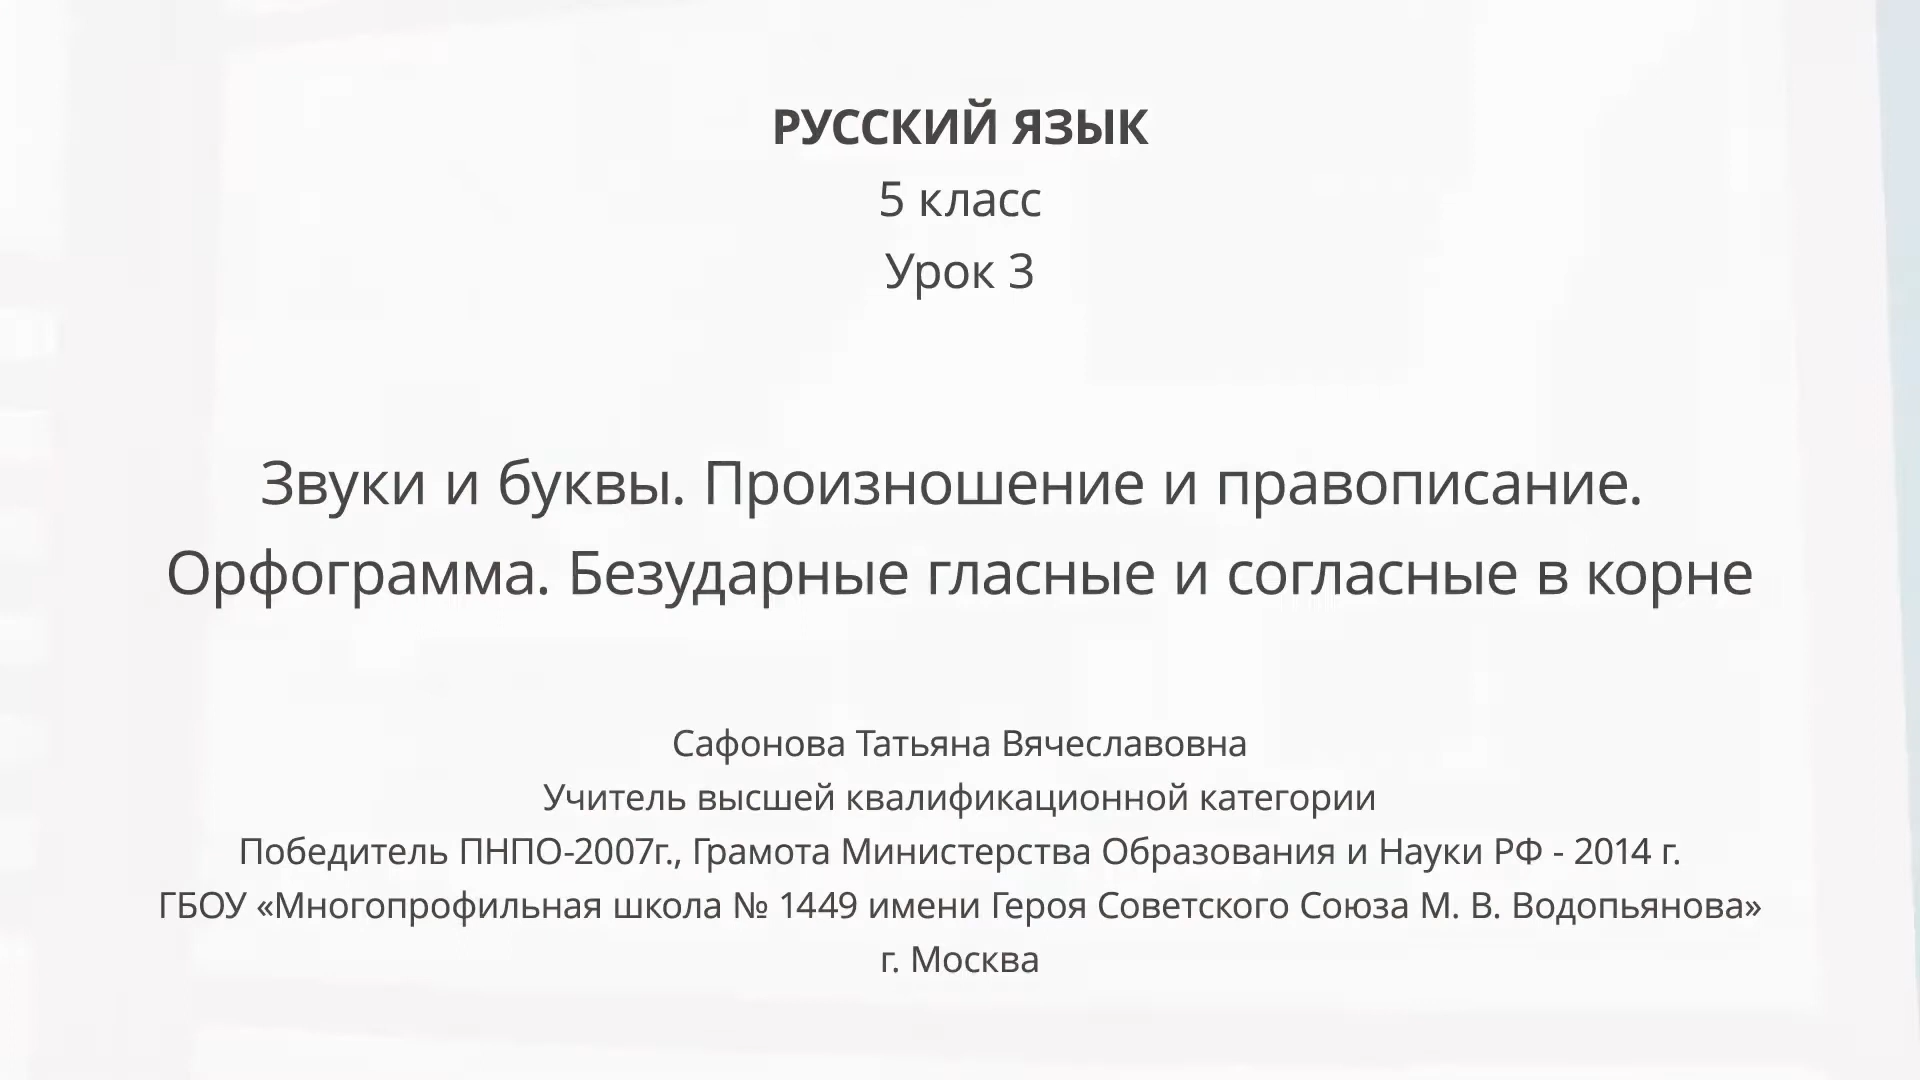 РУССКИЙ ЯЗЫК
5 класс
Урок 3
Звуки и буквы. Произношение и правописание.
Орфограмма. Безударные гласные и согласные в корне
Сафонова Татьяна Вячеславовна
Учитель высшей квалификационной категории
Победитель ПНПО-2007г., Грамота Министерства Образования и Науки РФ - 2014 г.
ГБОУ «Многопрофильная школа № 1449 имени Героя Советского Союза М. В. Водопьянова»
г. Москва